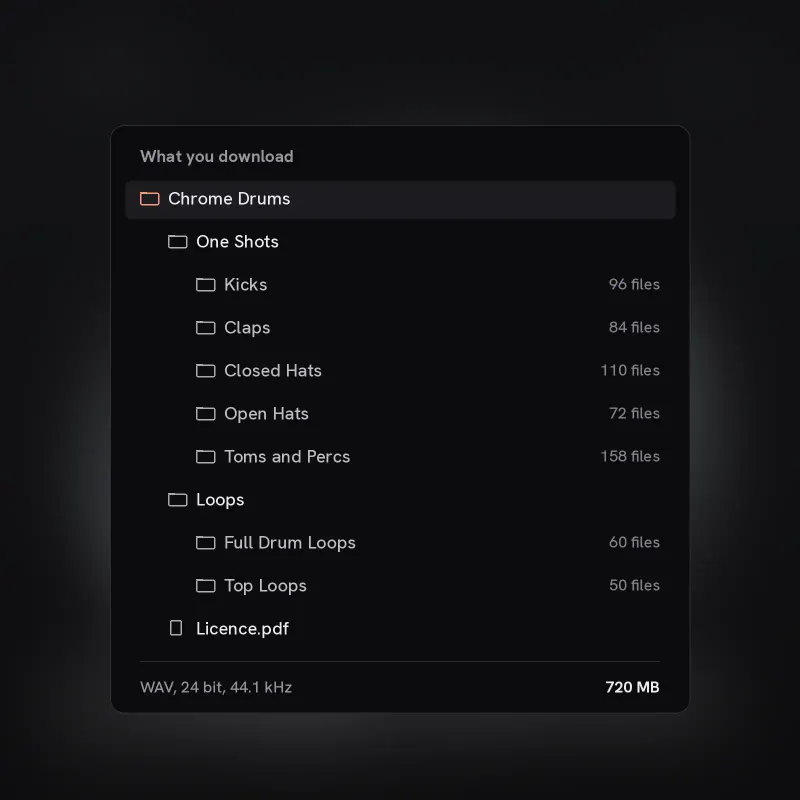 What you download
Chrome Drums
One Shots
Kicks 96 files
Claps 84 files
Closed Hats 110 files
Open Hats 72 files
Toms and Percs 158 files
Loops
Full Drum Loops 60 files
Top Loops 50 files
Licence.pdf
WAV, 24 bit, 44.1 kHz 720 MB